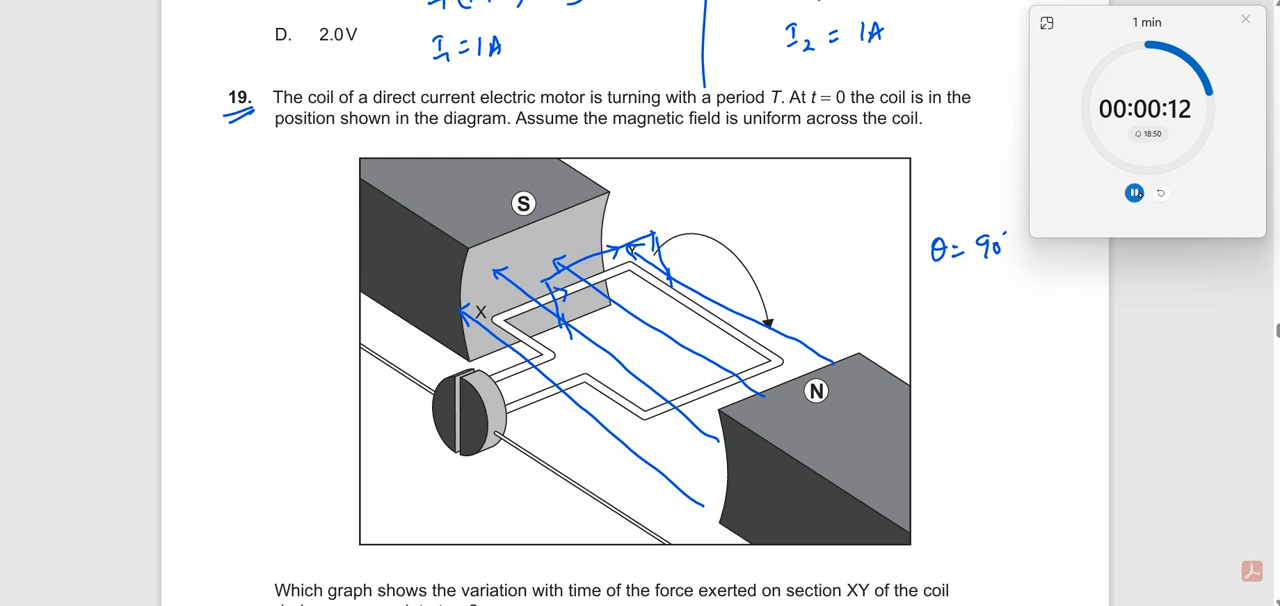 D. 2.0 V
I₁ = 1A
I₂ = 1A
19. The coil of a direct current electric motor is turning with a period T. At t = 0 the coil is in the
position shown in the diagram. Assume the magnetic field is uniform across the coil.
S
X
Y
N
θ = 90°
Which graph shows the variation with time of the force exerted on section XY of the coil
1 min
00:00:12
18:50